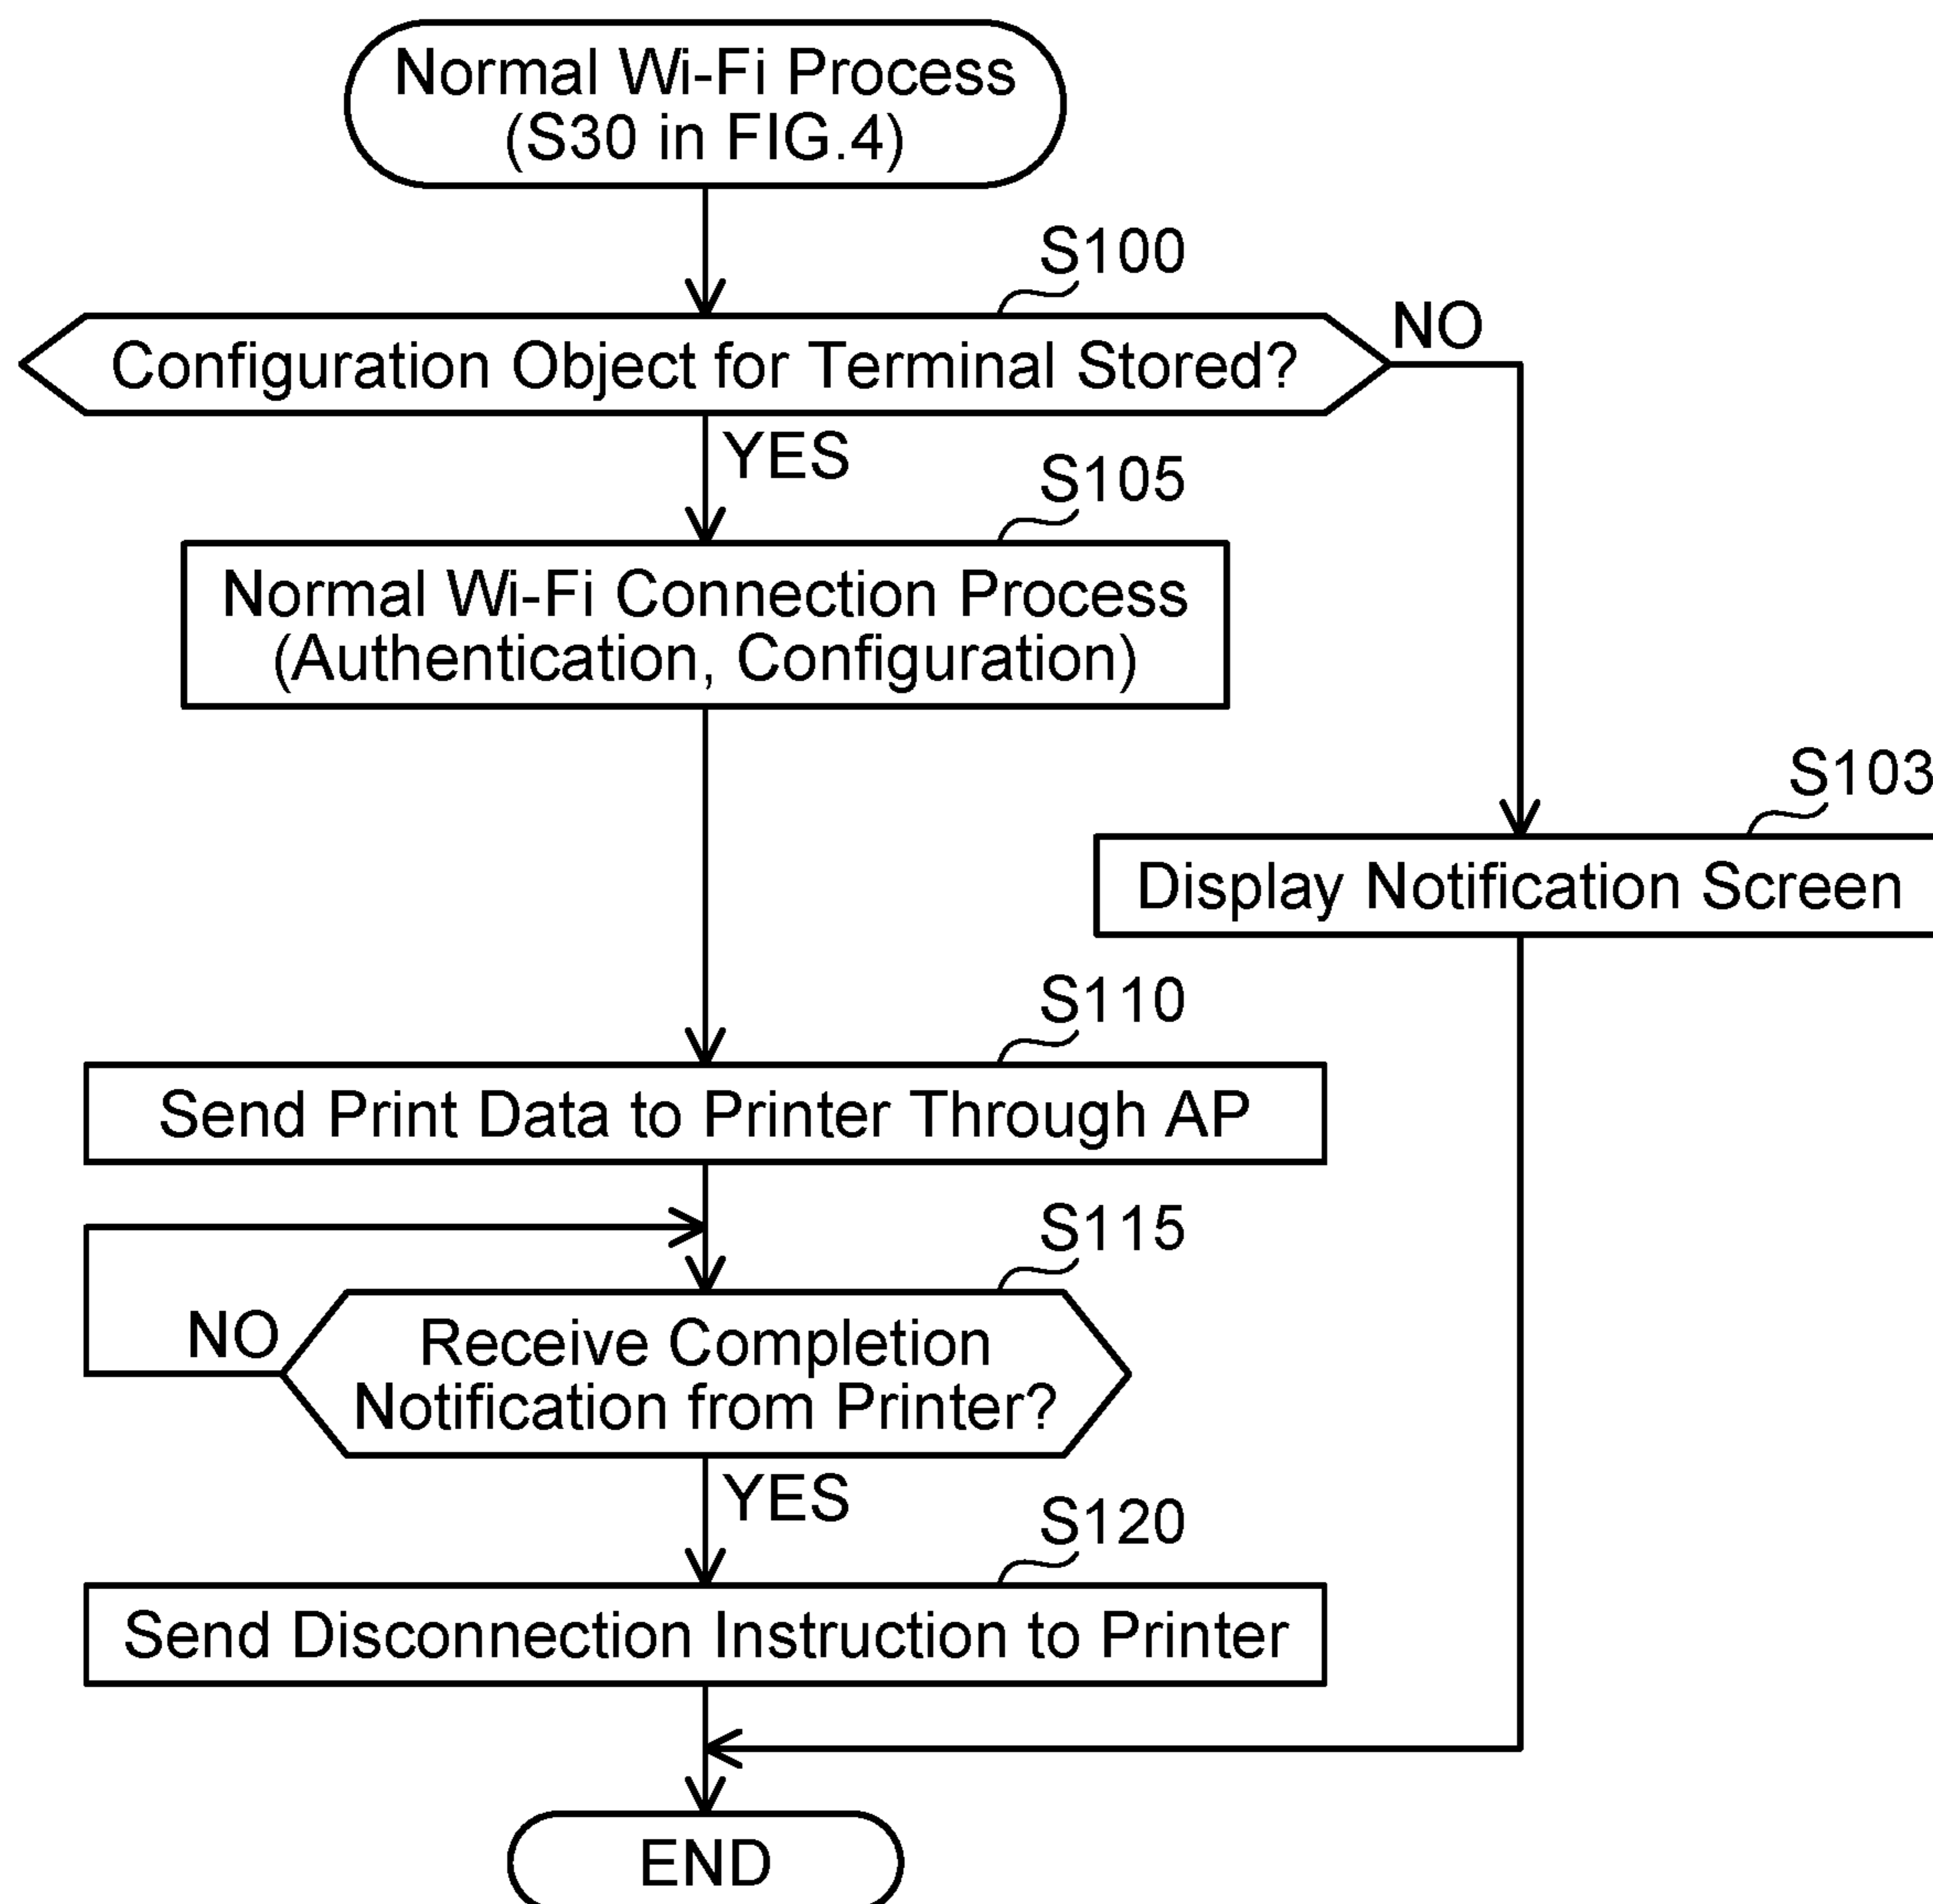 Normal Wi-Fi Process
(S30 in FIG.4)
S100
Configuration Object for Terminal Stored?
NO
YES
S105
Normal Wi-Fi Connection Process
(Authentication, Configuration)
S103
Display Notification Screen
S110
Send Print Data to Printer Through AP
S115
NO
Receive Completion
Notification from Printer?
YES
S120
Send Disconnection Instruction to Printer
END